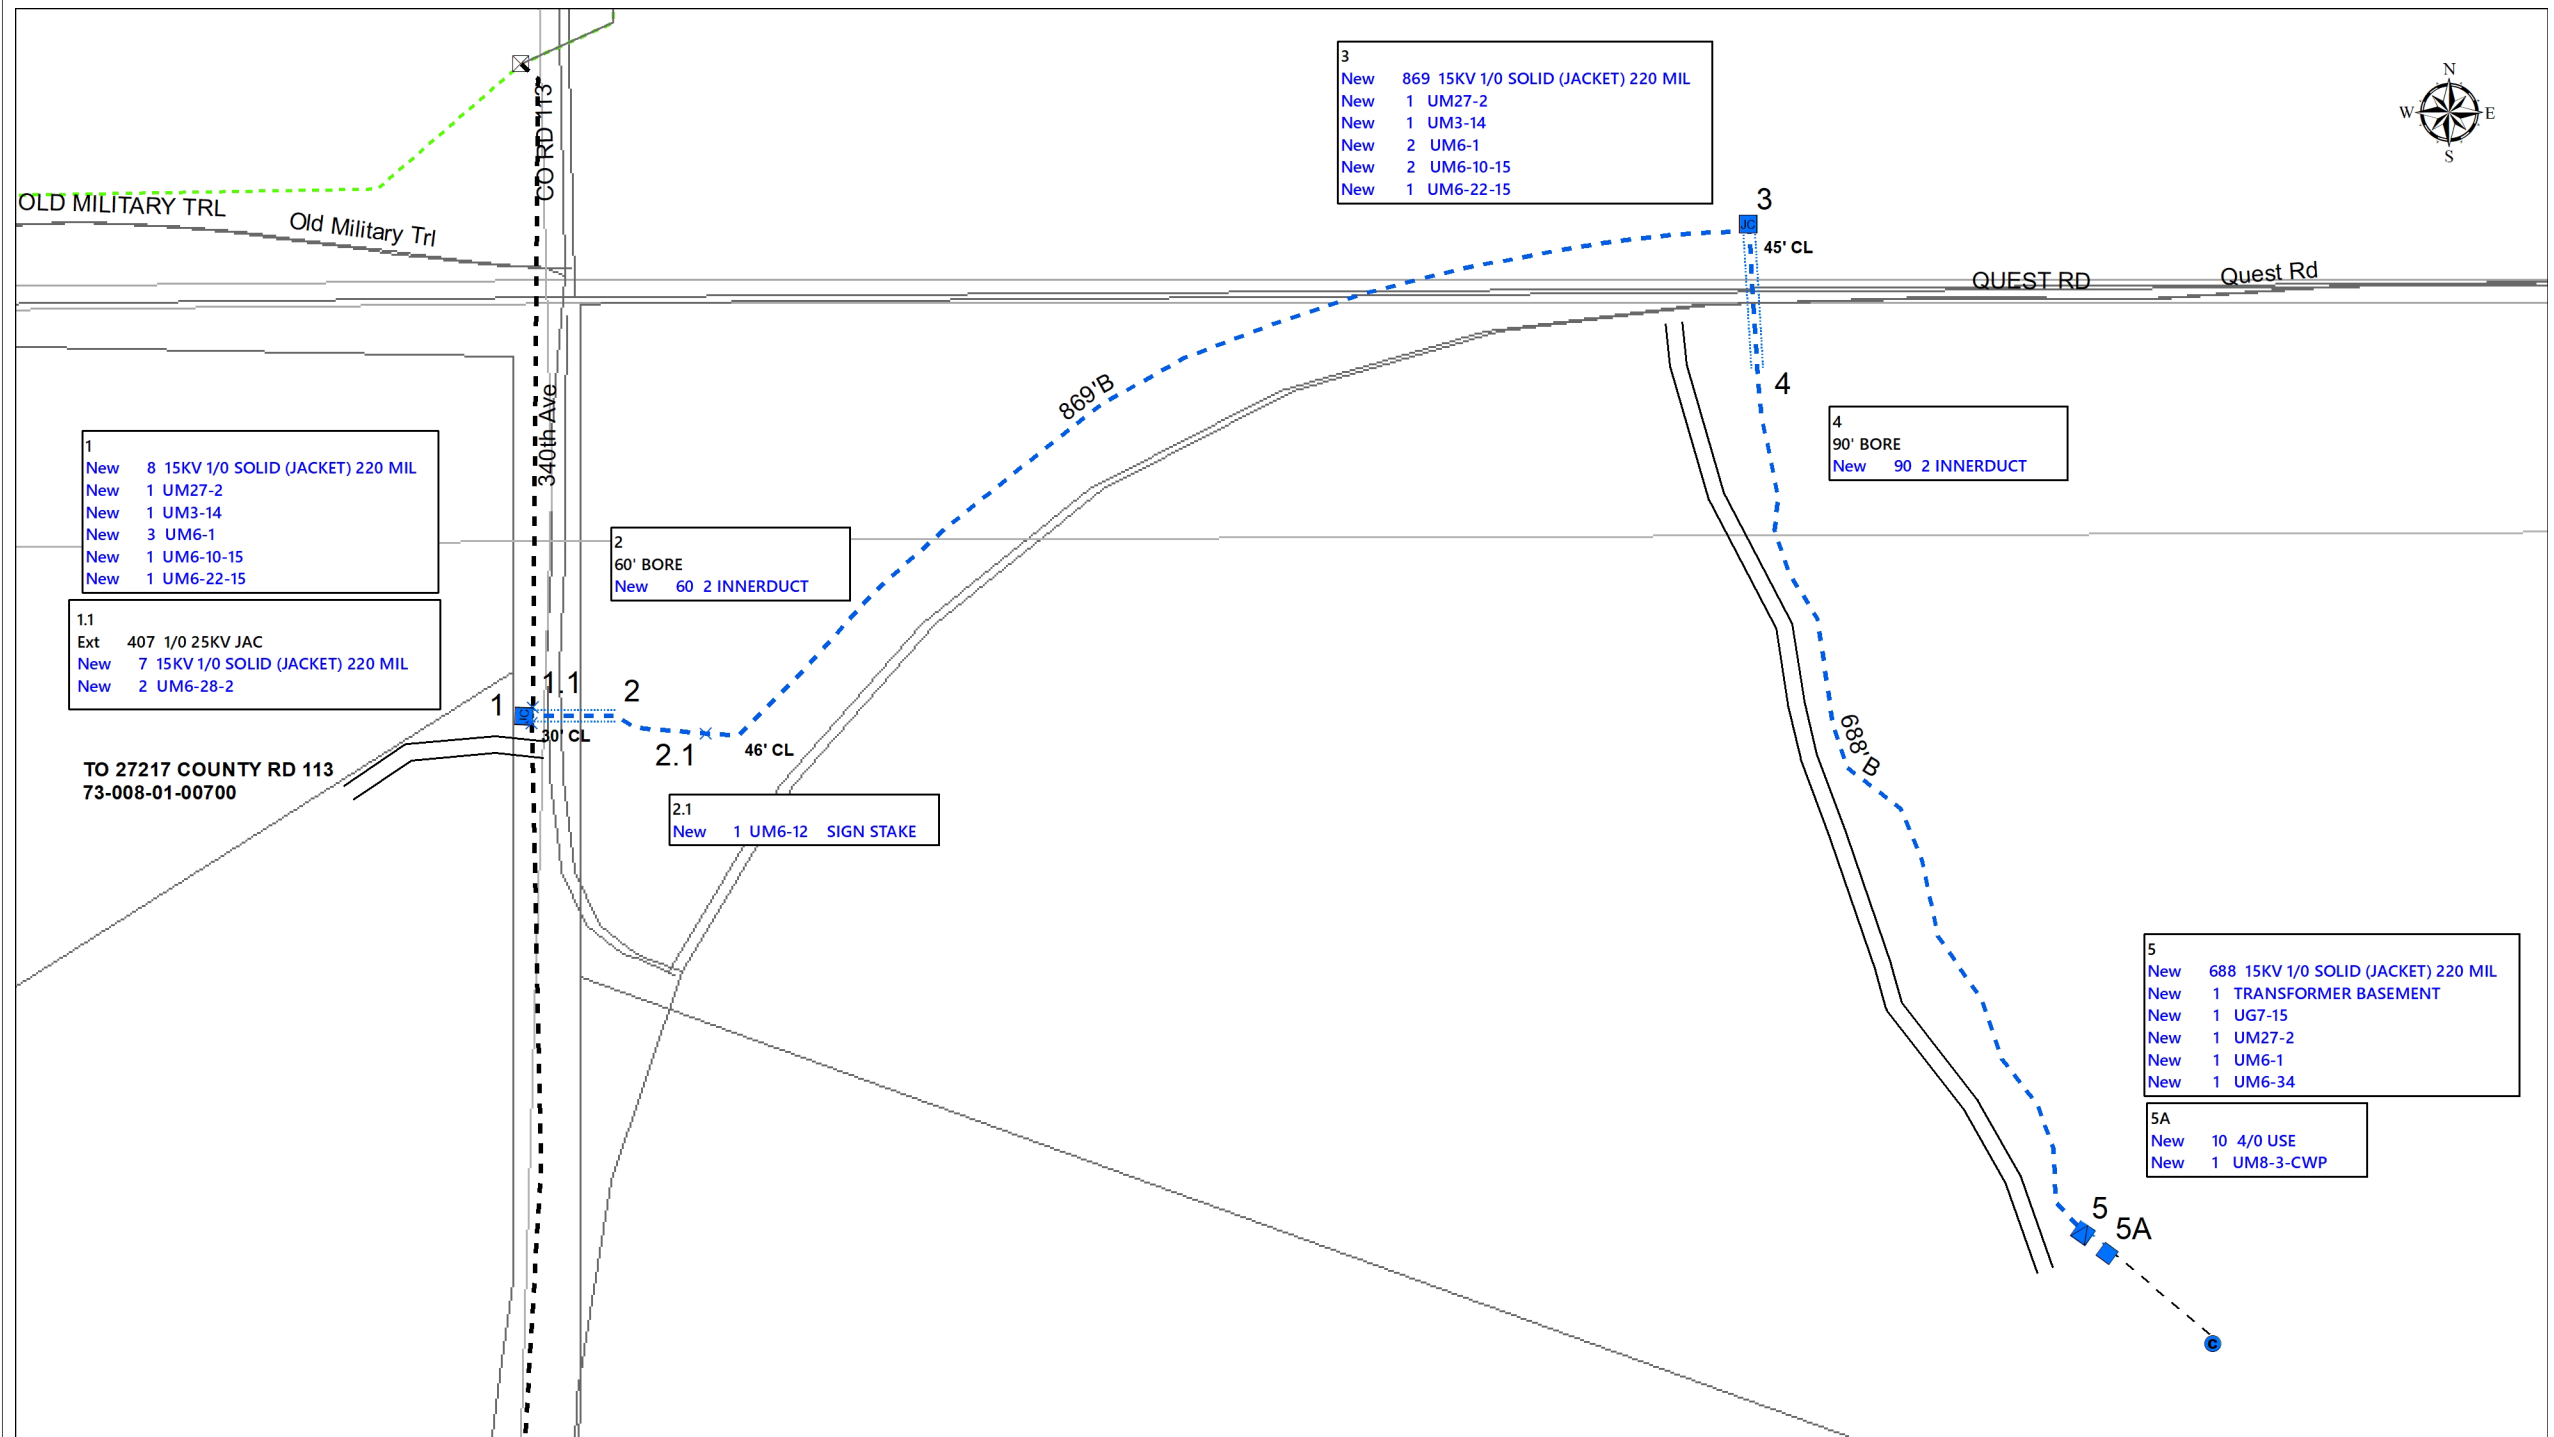 3
New 869 15KV 1/0 SOLID (JACKET) 220 MIL
New 1 UM27-2
New 1 UM3-14
New 2 UM6-1
New 2 UM6-10-15
New 1 UM6-22-15
N
W E
S
CO RD 113
OLD MILITARY TRL
Old Military Trl
3
45' CL
QUEST RD
Quest Rd
JC
869'B
4
340th Ave
4
90' BORE
New 90 2 INNERDUCT
1
New 8 15KV 1/0 SOLID (JACKET) 220 MIL
New 1 UM27-2
New 1 UM3-14
New 3 UM6-1
New 1 UM6-10-15
New 1 UM6-22-15
2
60' BORE
New 60 2 INNERDUCT
1.1
Ext 407 1/0 25KV JAC
New 7 15KV 1/0 SOLID (JACKET) 220 MIL
New 2 UM6-28-2
1
1.1
2
JC
30' CL
2.1
46' CL
688'B
TO 27217 COUNTY RD 113
73-008-01-00700
2.1
New 1 UM6-12 SIGN STAKE
5
New 688 15KV 1/0 SOLID (JACKET) 220 MIL
New 1 TRANSFORMER BASEMENT
New 1 UG7-15
New 1 UM27-2
New 1 UM6-1
New 1 UM6-34
5A
New 10 4/0 USE
New 1 UM8-3-CWP
5
5A
C